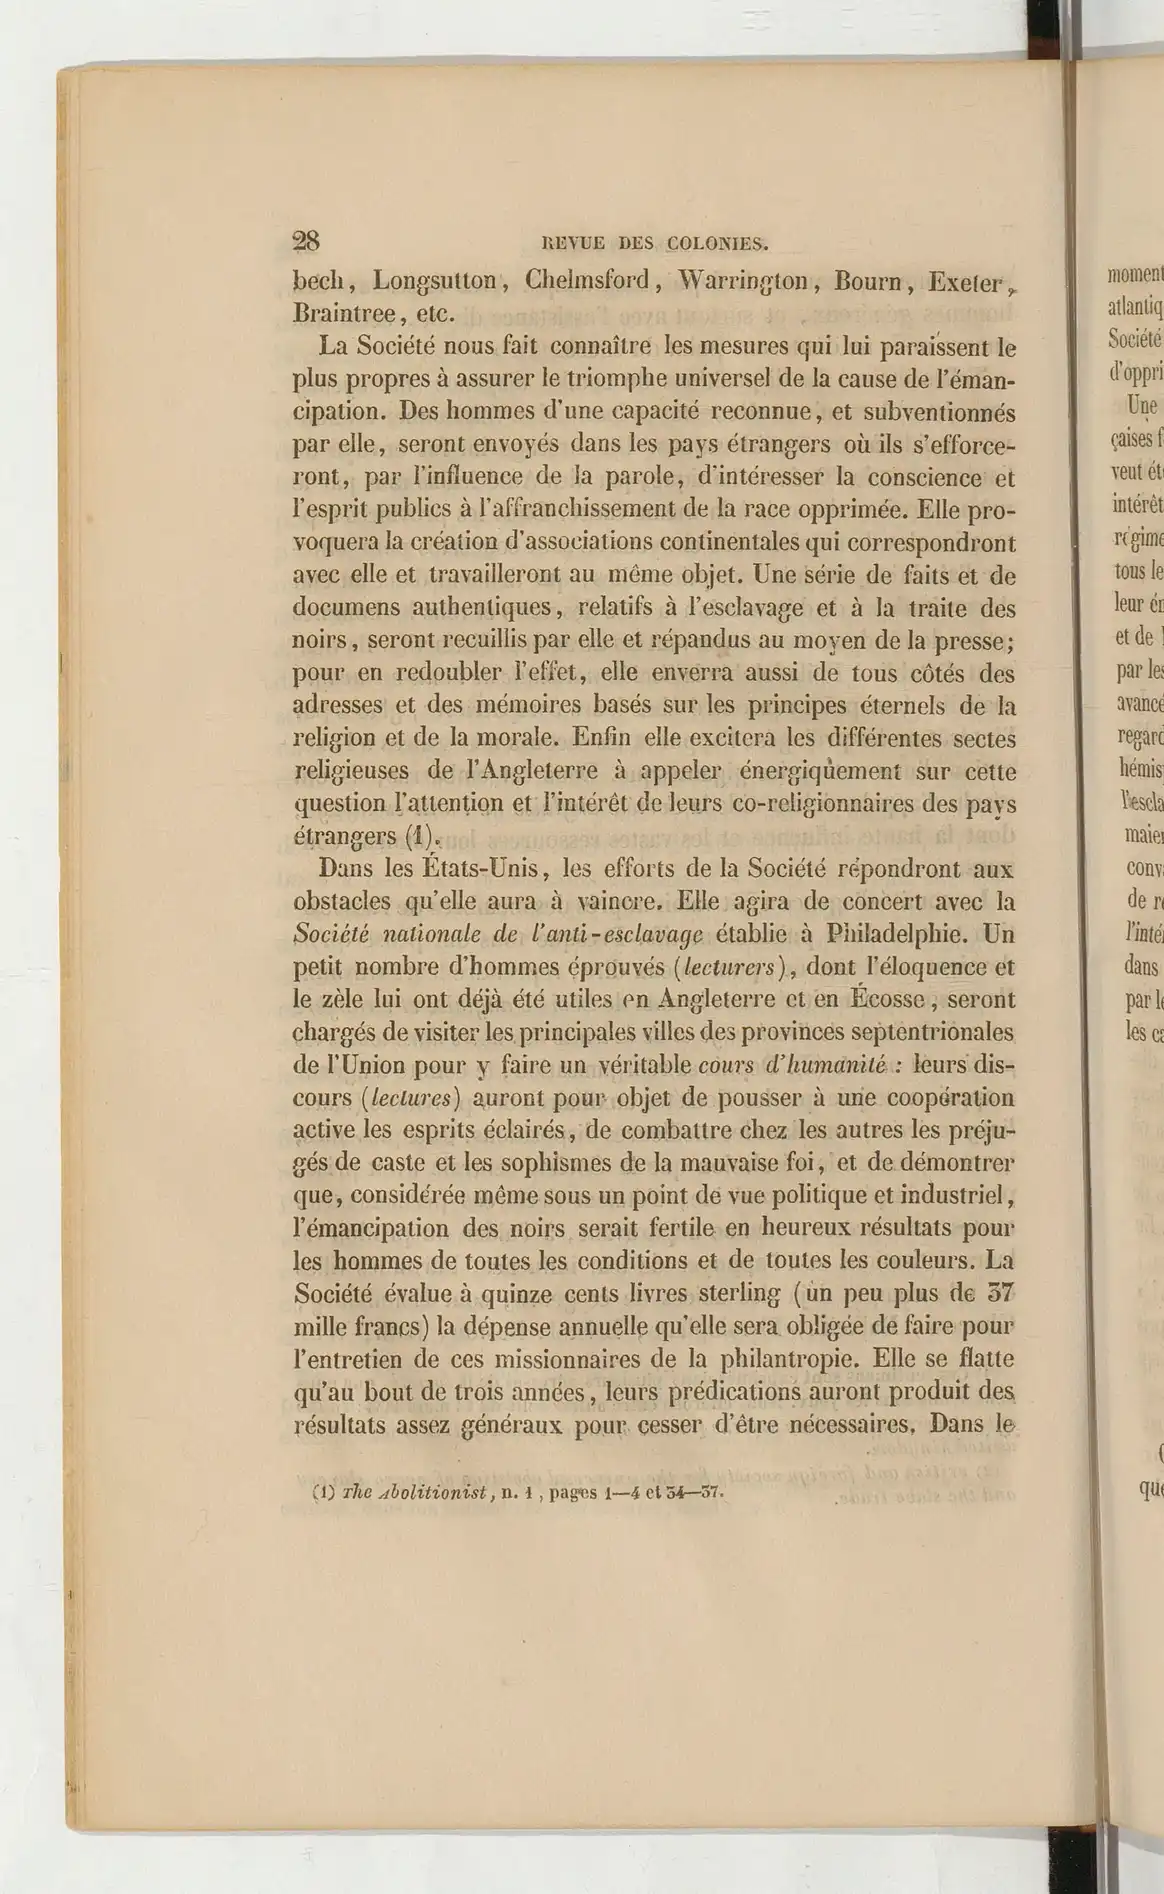 28 REVUE DES COLONIES.
bech, Longsutton, Chelmsford, Warrington, Bourn, Exeter,
Braintree, etc.
La Société nous fait connaître les mesures qui lui paraissent le
plus propres à assurer le triomphe universel de la cause de l'éman-
cipation. Des hommes d'une capacité reconnue, et subventionnés
par elle, seront envoyés dans les pays étrangers où ils s'efforce-
ront, par l'influence de la parole, d'intéresser la conscience et
l'esprit publics à l'affranchissement de la race opprimée. Elle pro-
voquera la création d'associations continentales qui correspondront
avec elle et travailleront au même objet. Une série de faits et de
documens authentiques, relatifs à l'esclavage et à la traite des
noirs, seront recuillis par elle et répandus au moyen de la presse;
pour en redoubler l'effet, elle enverra aussi de tous côtés des
adresses et des mémoires basés sur les principes éternels de la
religion et de la morale. Enfin elle excitera les différentes sectes
religieuses de l'Angleterre à appeler énergiquement sur cette
question l'attention et l'intérêt de leurs co-religionnaires des pays
étrangers (1).
Dans les États-Unis, les efforts de la Société répondront aux
obstacles qu'elle aura à vaincre. Elle agira de concert avec la
Société nationale de l'anti-esclavage établie à Philadelphie. Un
petit nombre d'hommes éprouvés (lecturers), dont l'éloquence et
le zèle lui ont déjà été utiles en Angleterre et en Écosse, seront
chargés de visiter les principales villes des provinces septentrionales
de l'Union pour y faire un véritable cours d'humanité : leurs dis-
cours (lectures) auront pour objet de pousser à une coopération
active les esprits éclairés, de combattre chez les autres les préju-
gés de caste et les sophismes de la mauvaise foi, et de démontrer
que, considérée même sous un point de vue politique et industriel,
l'émancipation des noirs serait fertile en heureux résultats pour
les hommes de toutes les conditions et de toutes les couleurs. La
Société évalue à quinze cents livres sterling (un peu plus de 37
mille francs) la dépense annuelle qu'elle sera obligée de faire pour
l'entretien de ces missionnaires de la philantropie. Elle se flatte
qu'au bout de trois années, leurs prédications auront produit des
résultats assez généraux pour cesser d'être nécessaires. Dans le
(1) The Abolitionist, n. 1, pages 1—4 et 34—37.
moment
atlantiq
Société
d'oppri
Une
çaises f
veut ét
intérêt
régime
tous le
leur ém
et de l
par les
avancé
regard
hémis
l'escla
maien
conv
de r
l'inté
dans
par l
les c
que